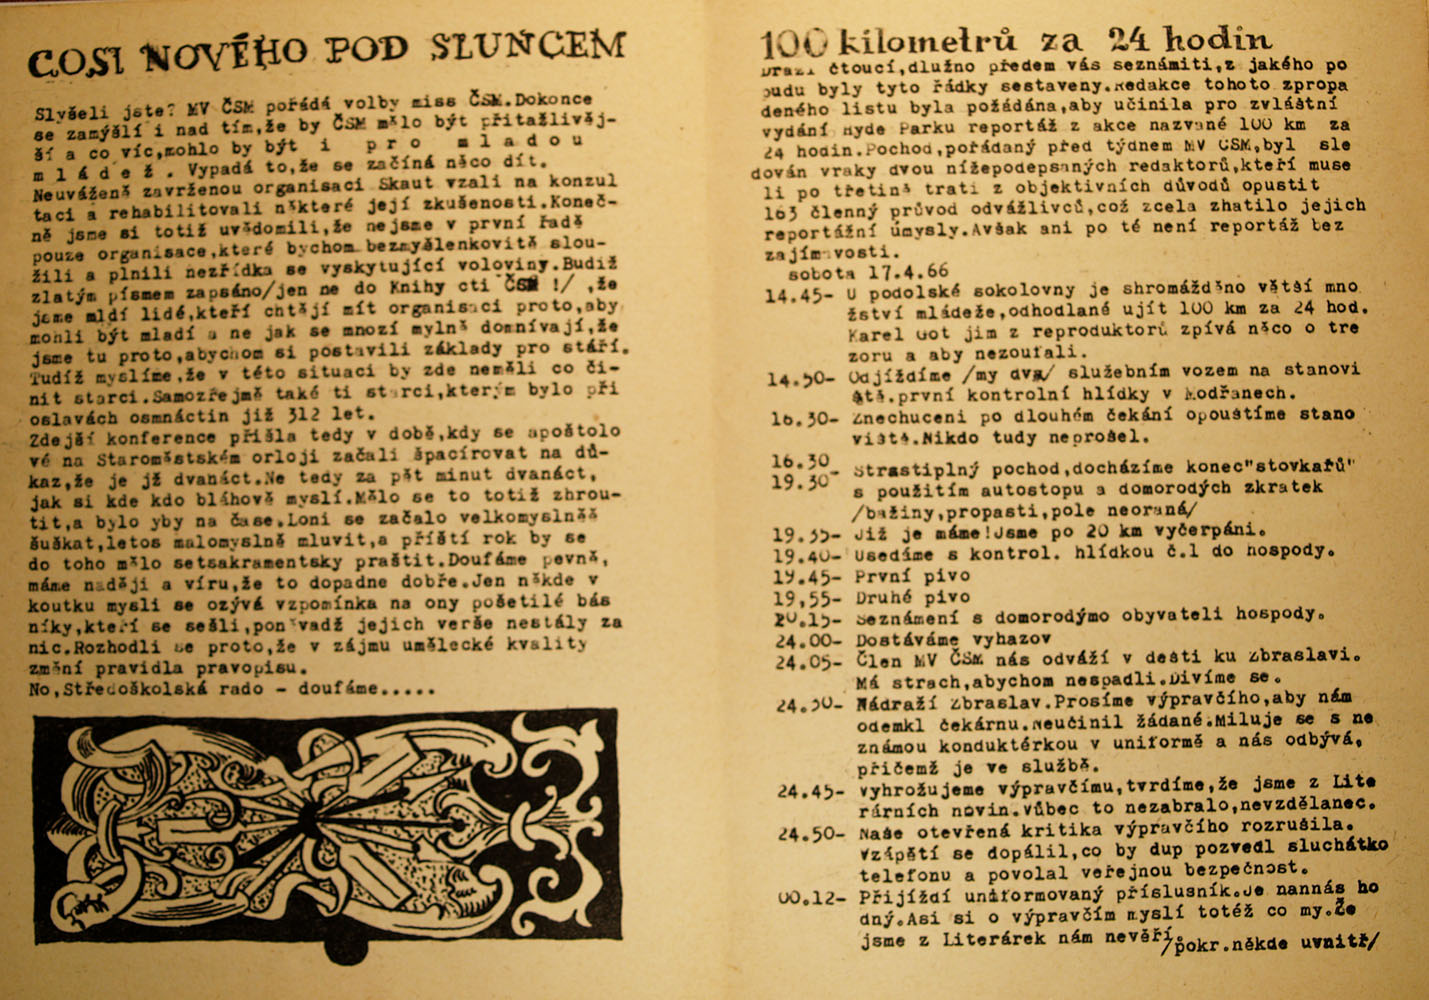 COSI NOVÉHO POD SLUNCEM
Slyšeli jste? MV ČSM pořádá volby miss ČSM.Dokonce
se zamýšlí i nad tím,že by ČSM mělo být přitažlivěj-
ší a co víc,mohlo by být i pro mladou
mládež. Vypadá to,že se začíná něco dít.
Neuváženě zavrženou organisaci Skaut vzali na konzul
taci a rehabilitovali některé její zkušenosti.Koneč-
ně jsme si totiž uvědomili,že nejsme v první řadě
pouze organisace,které bychom bezmyšlenkovitě slou-
žili a plnili nezřídka se vyskytující voloviny.Budiž
zlatým písmem zapsáno/jen ne do Knihy cti ČSM !/ ,že
jsme mldí lidé,kteří chtějí mít organisaci proto,aby
mohli být mladí a ne jak se mnozí mylně domnívají,že
jsme tu proto,abychom si postavili základy pro stáří.
Tudíž myslíme,že v této situaci by zde neměli co či-
nit starci.Samozřejmě také ti starci,kterým bylo při
oslavách osmnáctin již 312 let.
Zdejší konference přišla tedy v době,kdy se apoštolo
vé na Staroměstském orloji začali špacírovat na dů-
kaz,že je jž dvanáct.Ne tedy za pět minut dvanáct,
jak si kde kdo bláhově myslí.Mělo se to totiž zhrou-
tit,a bylo yby na čase.Loni se začalo velkomyslněě
šuškat,letos malomyslně mluvit,a příští rok by se
do toho mělo setsakramentsky praštit.Doufáme pevně,
máme naději a víru,že to dopadne dobře.Jen někde v
koutku mysli se ozývá vzpomínka na ony pošetilé bás
níky,kteří se sešli,poněvadž jejich verše nestály za
nic.Rozhodli se proto,že v zájmu umělecké kvality
změní pravidla pravopisu.
No,Středoškolská rado - doufáme.....
100 kilometrů za 24 hodin
Drazí čtoucí,dlužno předem vás seznámiti,z jakého po
pudu byly tyto řádky sestaveny.Redakce tohoto zpropa
deného listu byla požádána,aby učinila pro zvláštní
vydání Hyde Parku reportáž z akce nazvané 100 km za
24 hodin.Pochod,pořádaný před týdnem MV ČSM,byl sle
dován vraky dvou nížepodepsaných redaktorů,kteří muse
li po třetině trati z objektivních důvodů opustit
163 členný průvod odvážlivců,což zcela zhatilo jejich
reportážní úmysly.Avšak ani po té není reportáž bez
zajímavosti.
sobota 17.4.66
14.45- U podolské sokolovny je shromážděno větší mno
žství mládeže,odhodlané ujít 100 km za 24 hod.
Karel Got jim z reproduktorů zpívá něco o tre
zoru a aby nezoufali.
14.50- Odjíždíme /my dva/ služebním vozem na stanovi
ště.první kontrolní hlídky v Modřanech.
16.30- Znechuceni po dlouhém čekání opouštíme stano
viště.Nikdo tudy neprošel.
16.30
19.30- Strastiplný pochod,docházíme konec"stovkařů"
s použitím autostopu a domorodých zkratek
/bažiny,propasti,pole neoraná/
19.35- Již je máme!Jsme po 20 km vyčerpáni.
19.40- Usedíme s kontrol. hlídkou č.1 do hospody.
19.45- První pivo
19,55- Druhé pivo
20.15- Seznámení s domorodýmo obyvateli hospody.
24.00- Dostáváme vyhazov
24.05- Člen MV ČSM nás odváží v dešti ku Zbraslavi.
Má strach,abychom nespadli.Divíme se.
24.30- Nádraží Zbraslav.Prosíme výpravčího,aby nám
odemkl čekárnu.Neučinil žádané.Miluje se s ne
známou konduktérkou v uniformě a nás odbývá,
přičemž je ve službě.
24.45- Vyhrožujeme výpravčímu,tvrdíme,že jsme z Lite
rárních novin.Vůbec to nezabralo,nevzdělanec.
24.50- Naše otevřená kritika výpravčího rozrušila.
Vzápětí se dopálil,co by dup pozvedl sluchátko
telefonu a povolal veřejnou bezpečnost.
00.12- Přijíždí uniformovaný příslusník.Je nannás ho
dný.Asi si o výpravčím myslí totéž co my.Že
jsme z Literárek nám nevěří.
/pokr.někde uvnitř/